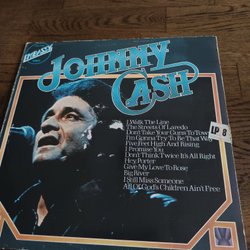 JOHNNY
CASH
LP 8
I Walk The Line
The Streets Of Laredo
Don't Take Your Guns To Town
I'm Gonna Try To Be That Way
Five Feet High And Rising
I Promise You
Don't Think Twice It's All Right
Hey Porter
Give My Love To Rose
Big River
I Still Miss Someone
All Of God's Children Ain't Free